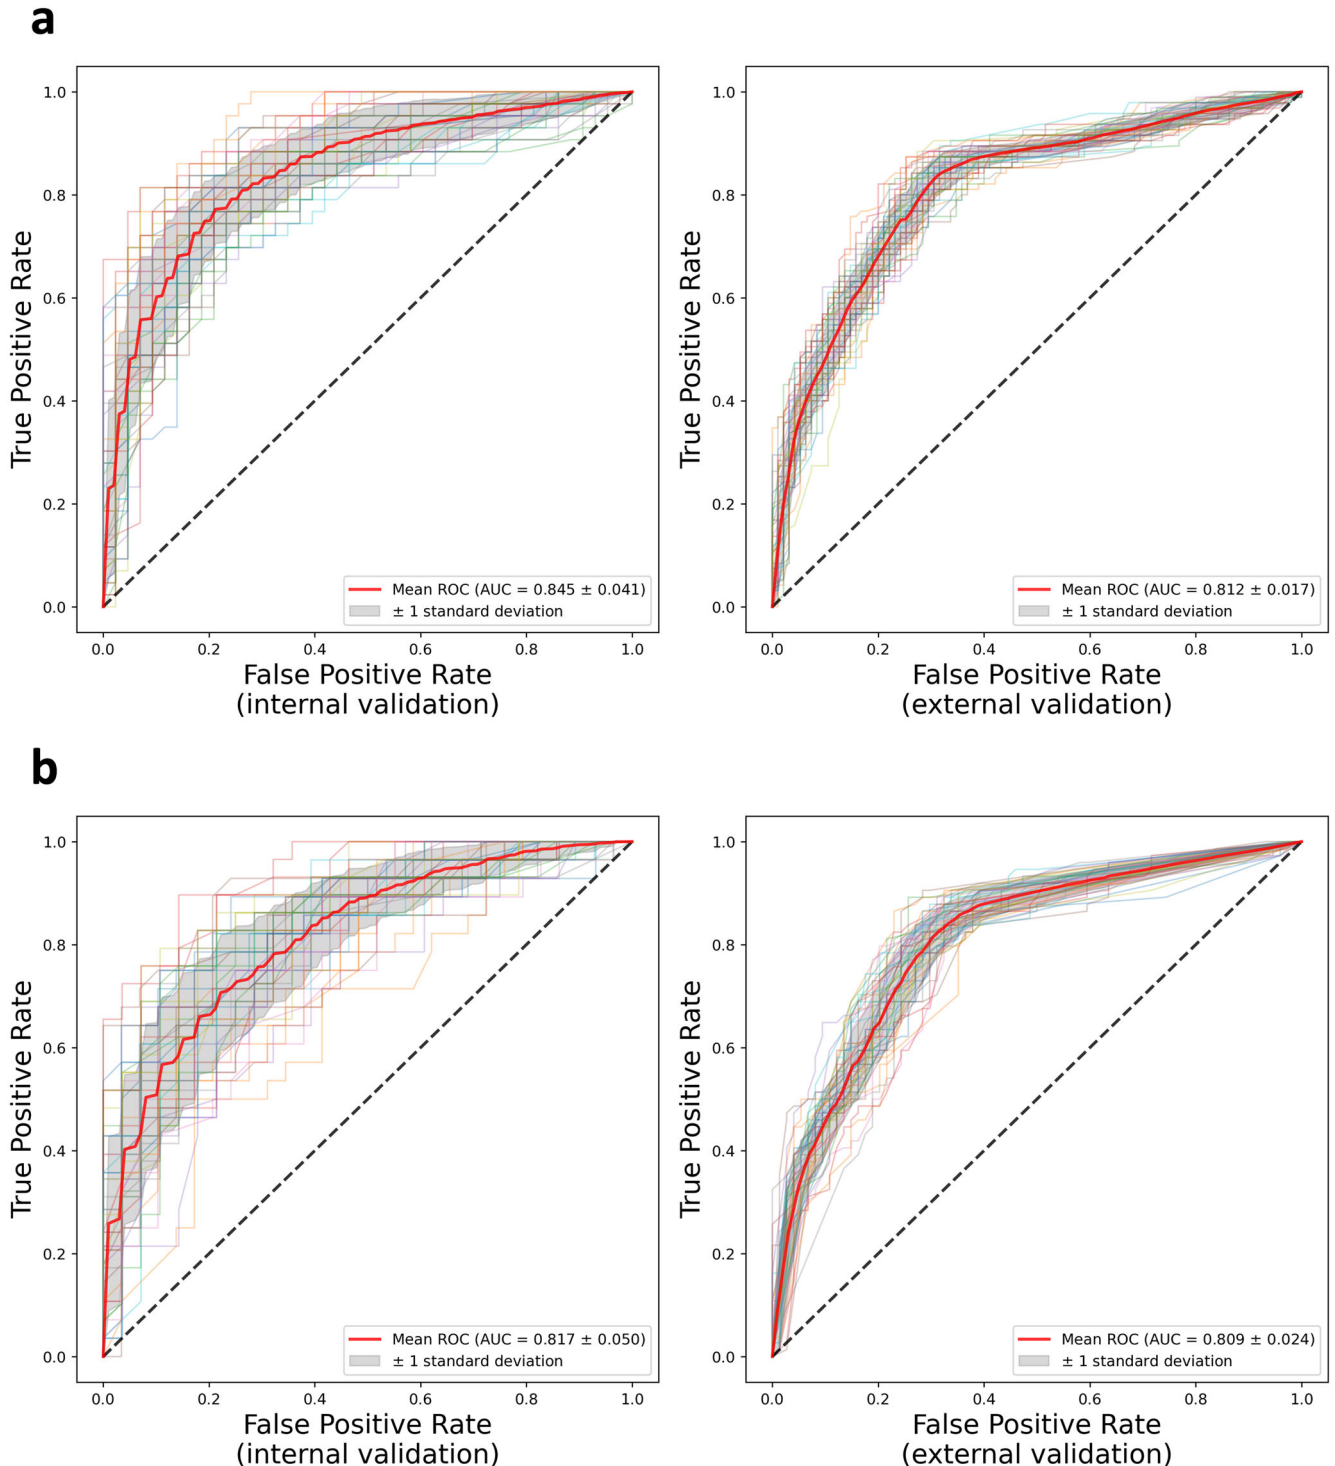 a
1.0
0.8
0.6
0.4
0.2
0.0
True Positive Rate
Mean ROC (AUC = 0.845 ± 0.041)
± 1 standard deviation
0.0 0.2 0.4 0.6 0.8 1.0
False Positive Rate
(internal validation)
1.0
0.8
0.6
0.4
0.2
0.0
True Positive Rate
Mean ROC (AUC = 0.812 ± 0.017)
± 1 standard deviation
0.0 0.2 0.4 0.6 0.8 1.0
False Positive Rate
(external validation)
b
1.0
0.8
0.6
0.4
0.2
0.0
True Positive Rate
Mean ROC (AUC = 0.817 ± 0.050)
± 1 standard deviation
0.0 0.2 0.4 0.6 0.8 1.0
False Positive Rate
(internal validation)
1.0
0.8
0.6
0.4
0.2
0.0
True Positive Rate
Mean ROC (AUC = 0.809 ± 0.024)
± 1 standard deviation
0.0 0.2 0.4 0.6 0.8 1.0
False Positive Rate
(external validation)